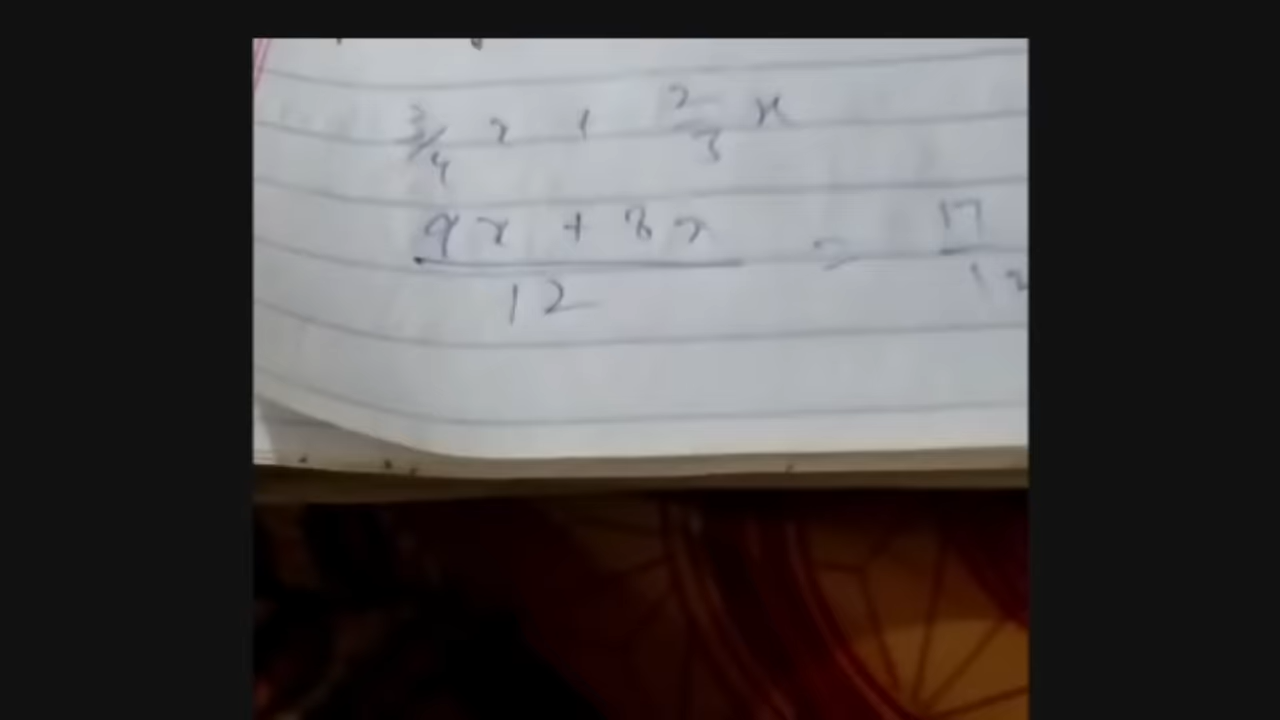 3/4 x + 2/3 x
9x + 8x / 12 = 17 / 12